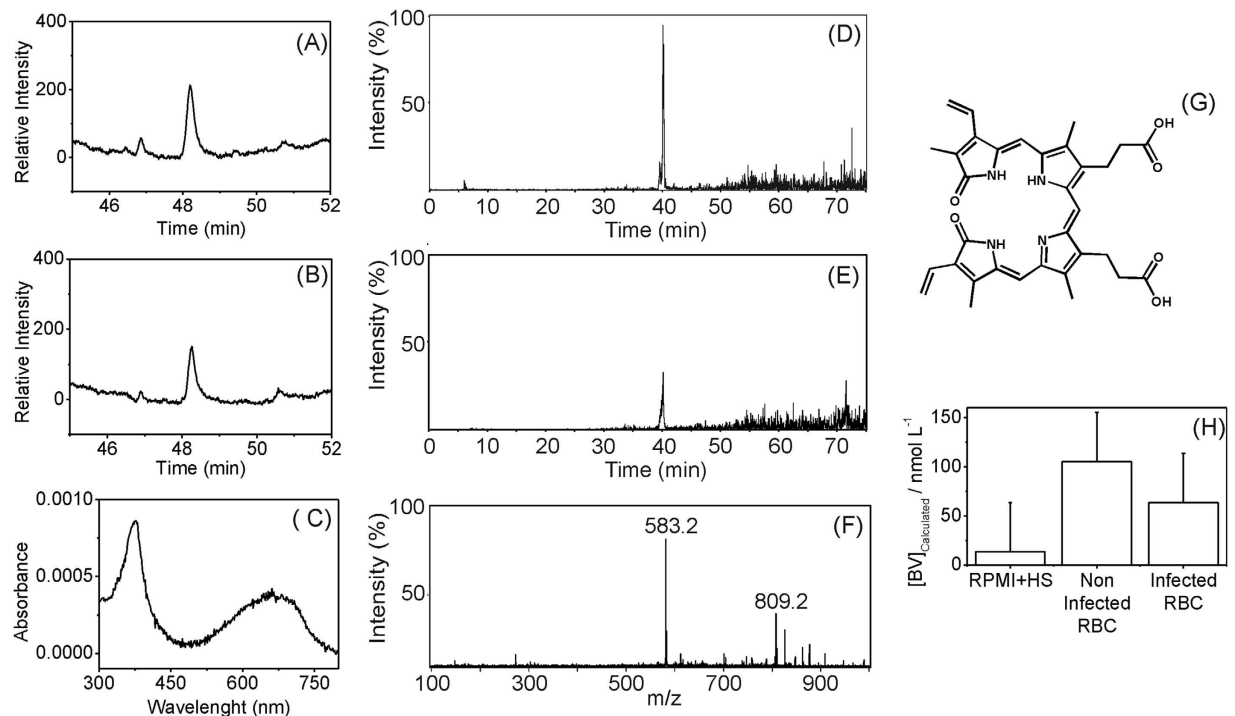 400
200
0
Relative Intensity
(A)
46
48
50
52
Time (min)
400
200
0
Relative Intensity
(B)
46
48
50
52
Time (min)
0.0010
0.0005
0.0000
Absorbance
( C)
300
450
600
750
Wavelenght (nm)
100
50
Intensity (%)
(D)
0
10
20
30
40
50
60
70
Time (min)
100
50
Intensity (%)
(E)
0
10
20
30
40
50
60
70
Time (min)
100
50
Intensity (%)
(F)
583.2
809.2
100
300
500
700
900
m/z
(G)
OH
O
NH
HN
O
O
NH
N
O
OH
150
100
50
0
[BV]Calculated / nmol L-1
(H)
RPMI+HS
Non
Infected
RBC
Infected
RBC